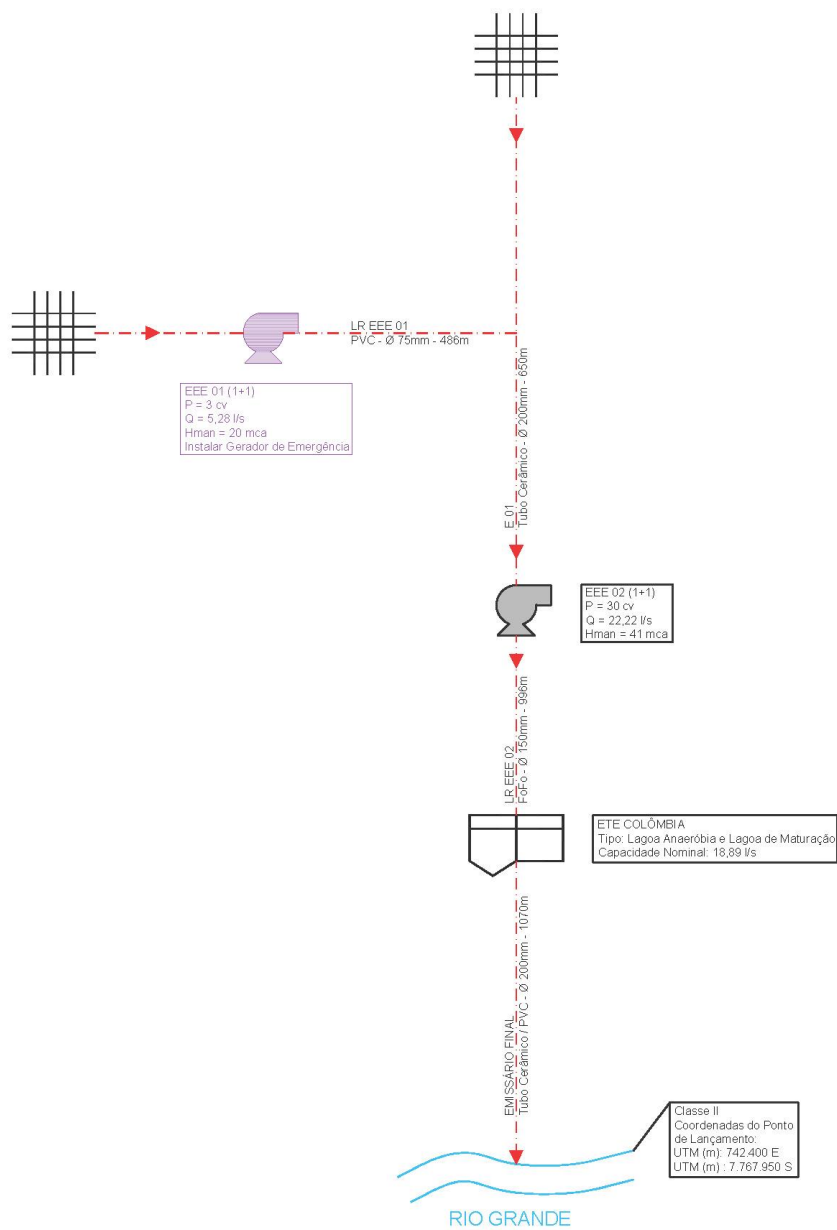 LR EEE 01
PVC - Ø 75mm - 486m
EEE 01 (1+1)
P = 3 cv
Q = 5,28 l/s
Hman = 20 mca
Instalar Gerador de Emergência
E 01
Tubo Cerâmico - Ø 200mm - 650m
EEE 02 (1+1)
P = 30 cv
Q = 22,22 l/s
Hman = 41 mca
LR EEE 02
FoFo - Ø 150mm - 996m
ETE COLÔMBIA
Tipo: Lagoa Anaeróbia e Lagoa de Maturação
Capacidade Nominal: 18,89 l/s
EMISSÁRIO FINAL
Tubo Cerâmico / PVC - Ø 200mm - 1070m
Classe II
Coordenadas do Ponto
de Lançamento:
UTM (m): 742.400 E
UTM (m) : 7.767.950 S
RIO GRANDE